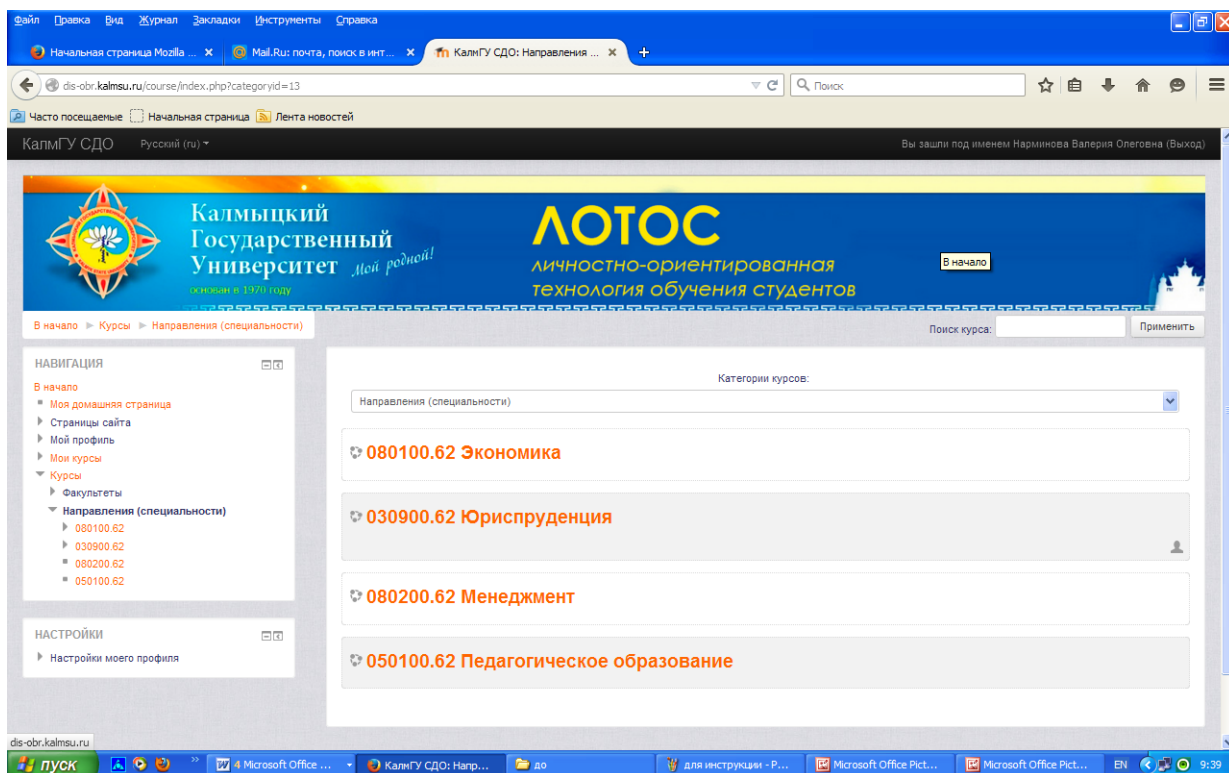 Файл Правка Вид Журнал Закладки Инструменты Справка
Начальная страница Mozilla ... Mail.Ru: почта, поиск в инт... КалмГУ СДО: Направления ...
dis-obr.kalmsu.ru/course/index.php?categoryid=13 Поиск
Часто посещаемые Начальная страница Лента новостей
КалмГУ СДО Русский (ru) Вы зашли под именем Нарминова Валерия Олеговна (Выход)
Калмыцкий
Государственный
Университет Мой родной!
основан в 1970 году
ЛОТОС
личностно-ориентированная
технология обучения студентов
В начало
В начало Курсы Направления (специальности)
Поиск курса: Применить
НАВИГАЦИЯ
В начало
Моя домашняя страница
Страницы сайта
Мой профиль
Мои курсы
Курсы
Факультеты
Направления (специальности)
080100.62
030900.62
080200.62
050100.62
НАСТРОЙКИ
Настройки моего профиля
Категории курсов:
Направления (специальности)
080100.62 Экономика
030900.62 Юриспруденция
080200.62 Менеджмент
050100.62 Педагогическое образование
dis-obr.kalmsu.ru
пуск 4 Microsoft Office ... КалмГУ СДО: Напр... до для инструкции - P... Microsoft Office Pict... Microsoft Office Pict... EN 9:39